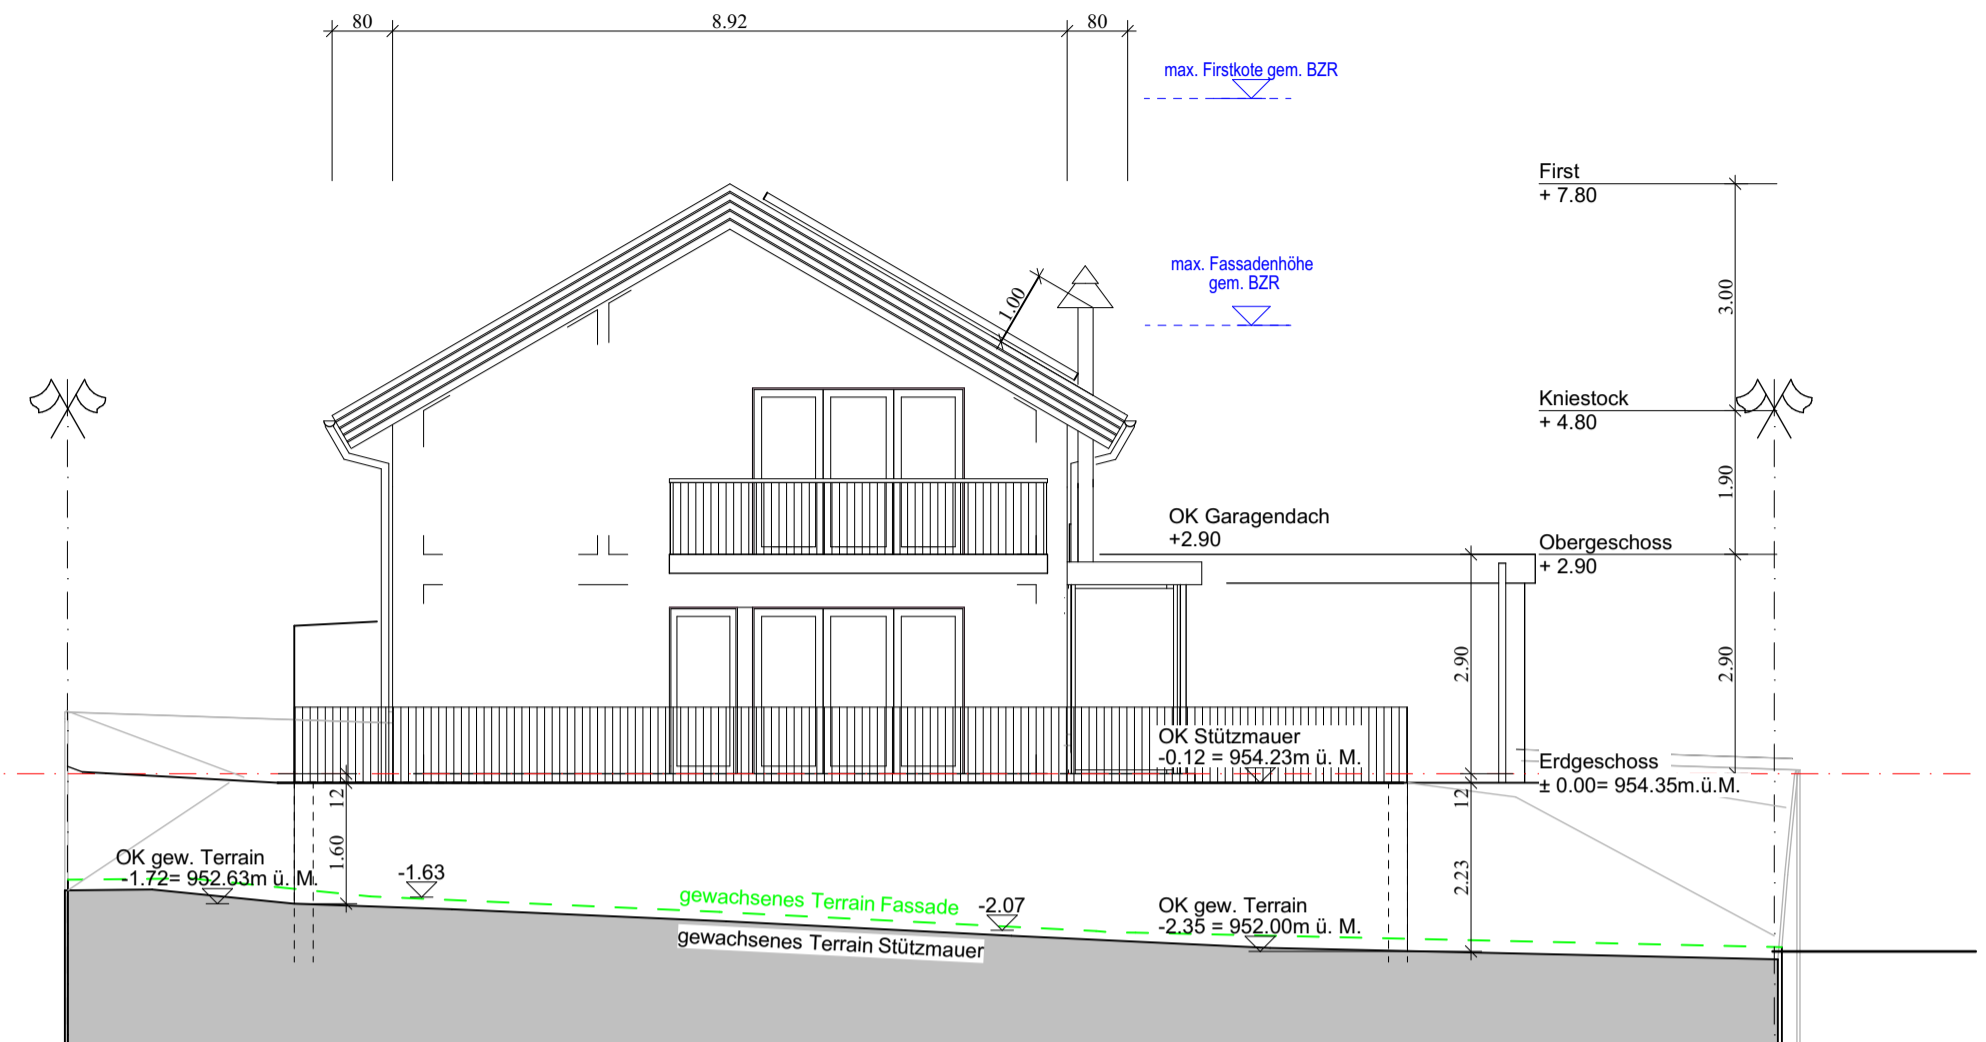 80
8.92
80
max. Firstkote gem. BZR
First
+ 7.80
max. Fassadenhöhe
gem. BZR
1.00
3.00
Kniestock
+ 4.80
1.90
OK Garagendach
+2.90
Obergeschoss
+ 2.90
2.90
2.90
OK Stützmauer
-0.12 = 954.23m ü. M.
Erdgeschoss
± 0.00= 954.35m.ü.M.
12
12
1.60
2.23
OK gew. Terrain
-1.72= 952.63m ü. M.
-1.63
gewachsenes Terrain Fassade
-2.07
OK gew. Terrain
-2.35 = 952.00m ü. M.
gewachsenes Terrain Stützmauer